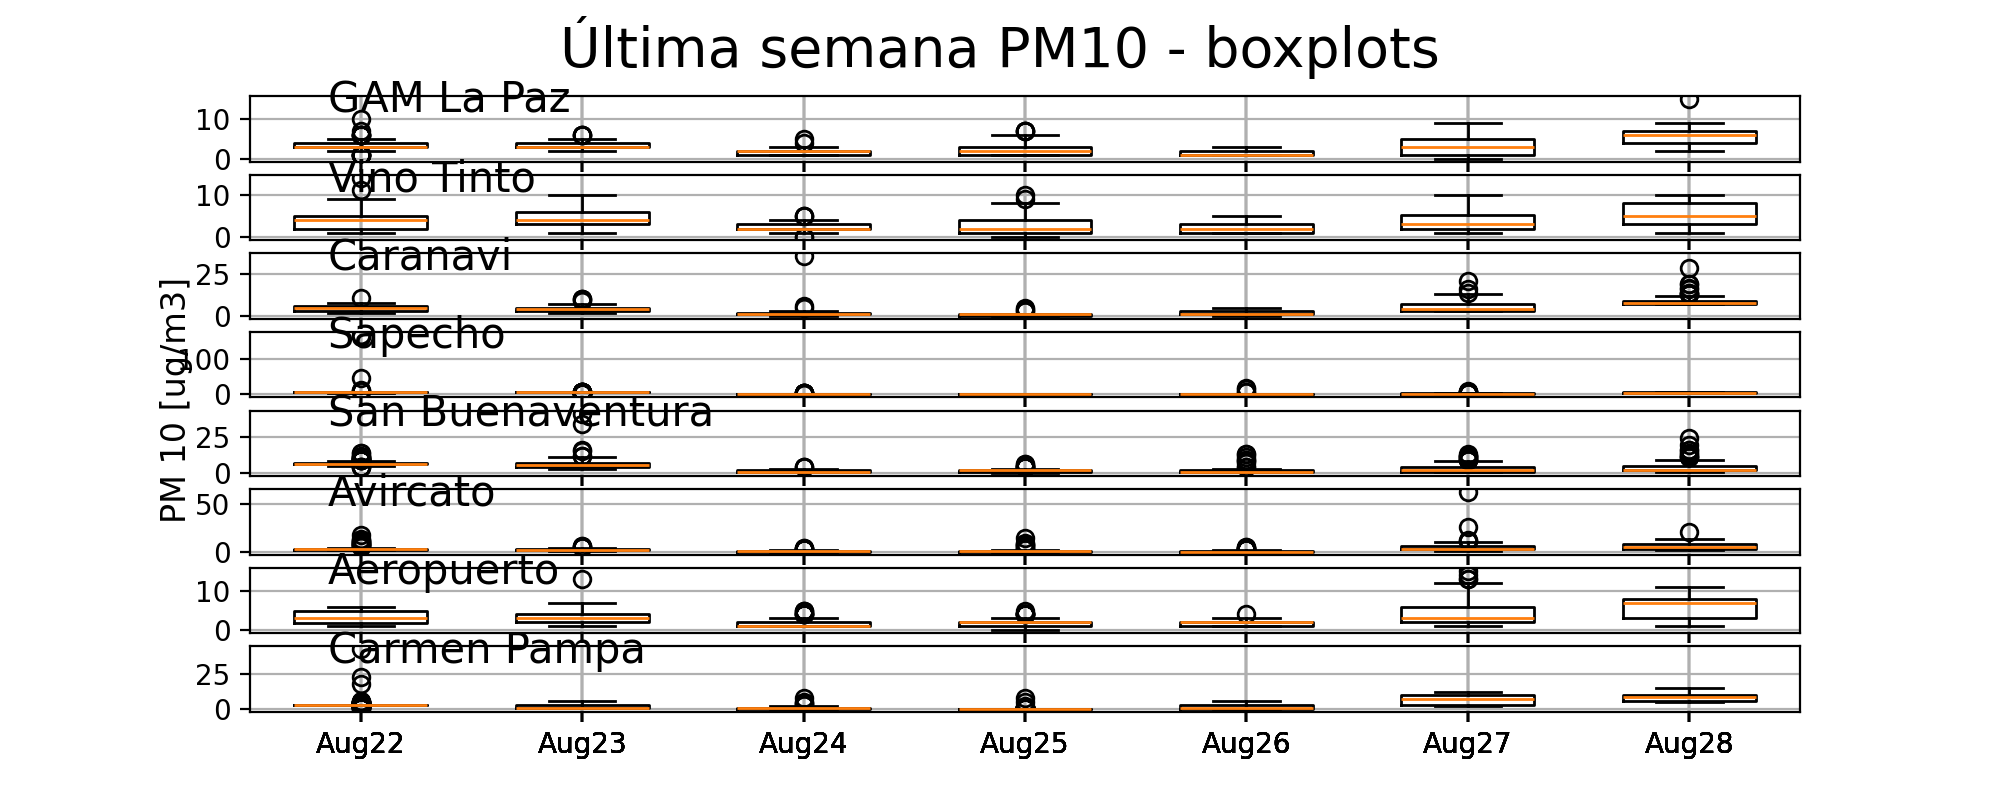 Última semana PM10 - boxplots
GAM La Paz
10
0
Vino Tinto
10
0
Caranavi
25
0
Sapecho
100
0
San Buenaventura
25
0
Avircato
50
0
Aeropuerto
10
0
Carmen Pampa
25
0
PM 10 [ug/m3]
Aug22 Aug23 Aug24 Aug25 Aug26 Aug27 Aug28